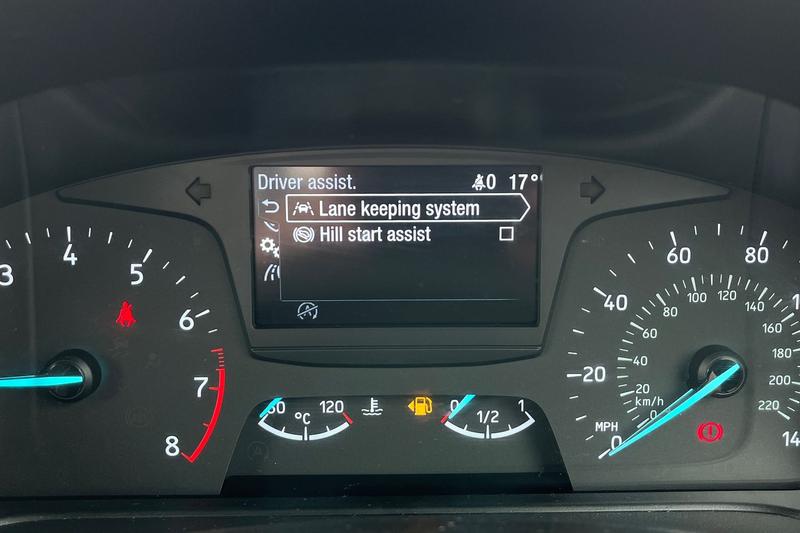 Driver assist. 0 17°
Lane keeping system
Hill start assist
3 4 5 6 7 8
20 40 60 80
MPH 0
0 20 40 60 80 100 120 140 160 180 200 220
km/h
°C 120
0 1/2 1